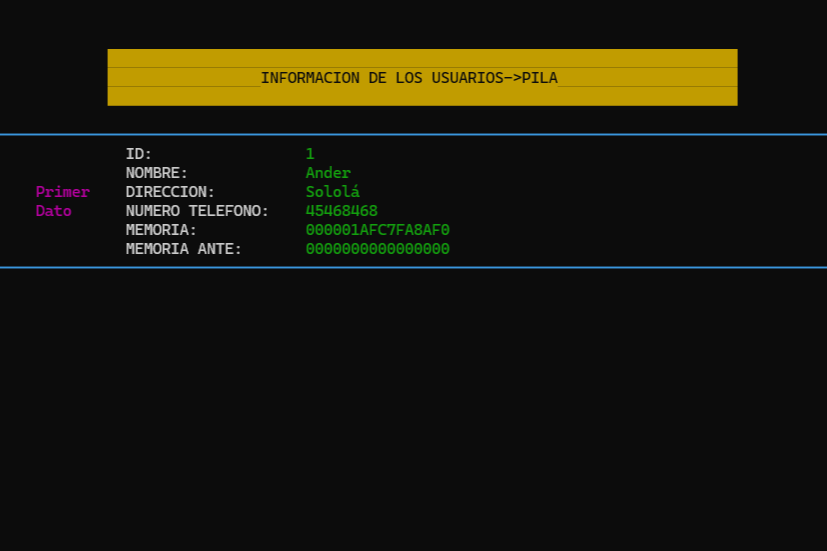 INFORMACION DE LOS USUARIOS->PILA
ID: 1
NOMBRE: Ander
Primer DIRECCION: Sololá
Dato NUMERO TELEFONO: 45468468
MEMORIA: 000001AFC7FA8AF0
MEMORIA ANTE: 0000000000000000